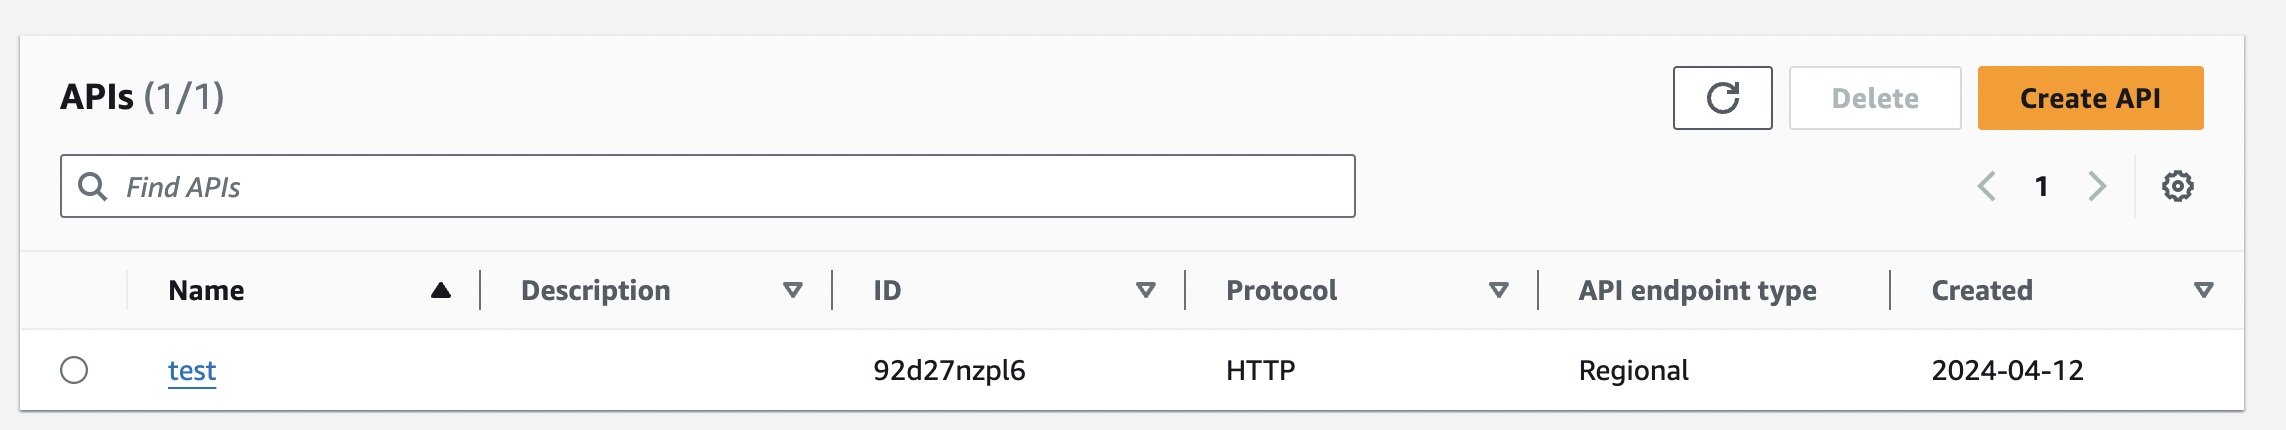 APIs (1/1)
Delete
Create API
Find APIs
1
Name Description ID Protocol API endpoint type Created
test 92d27nzpl6 HTTP Regional 2024-04-12